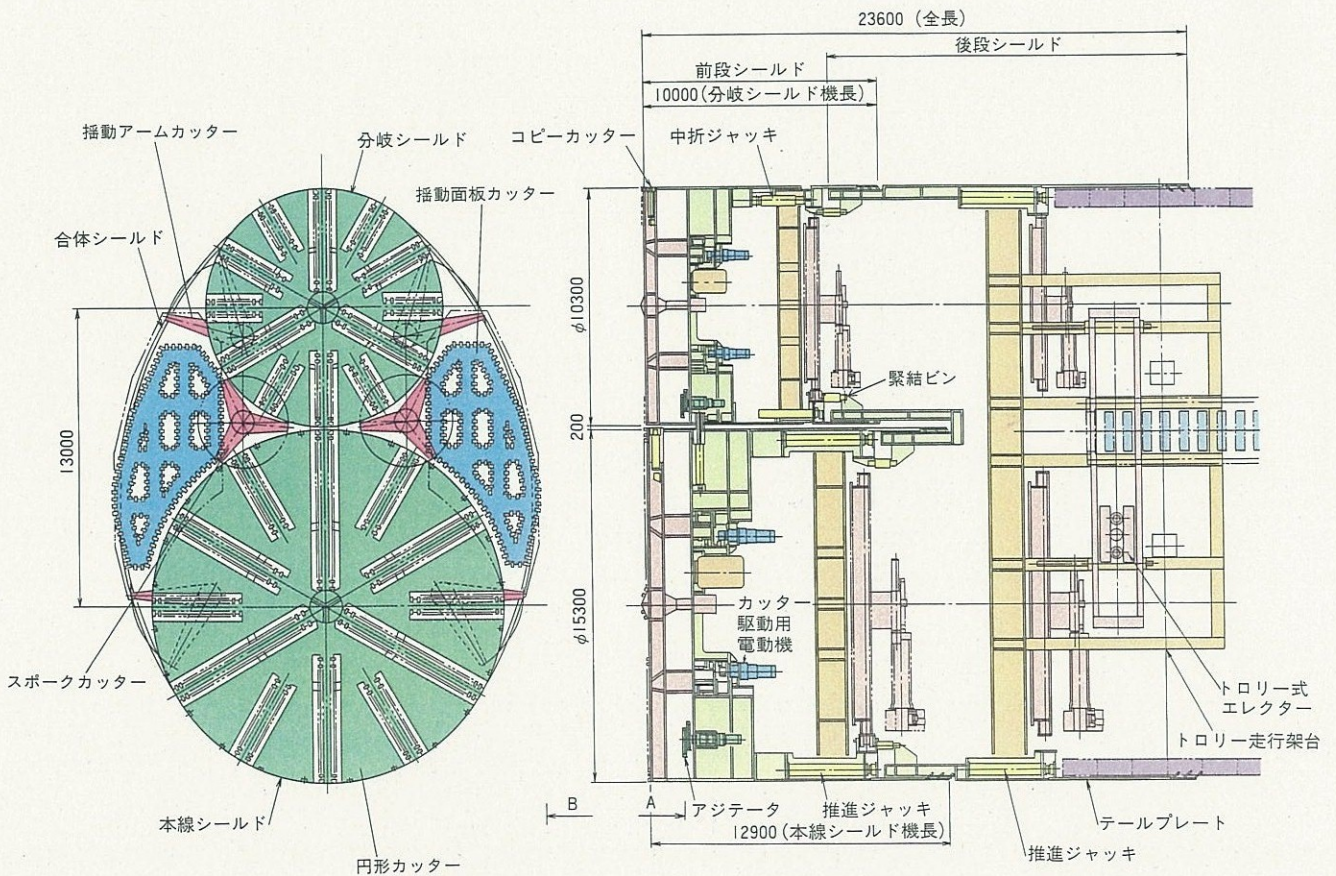 23600 (全長)
後段シールド
前段シールド
10000(分岐シールド機長)
揺動アームカッター
分岐シールド
コピーカッター
中折ジャッキ
揺動面板カッター
合体シールド
φ10300
緊結ピン
200
13000
φ15300
カッター
駆動用
電動機
スポークカッター
トロリー式
エレクター
トロリー走行架台
B
A
アジテータ
推進ジャッキ
テールプレート
本線シールド
12900(本線シールド機長)
推進ジャッキ
円形カッター